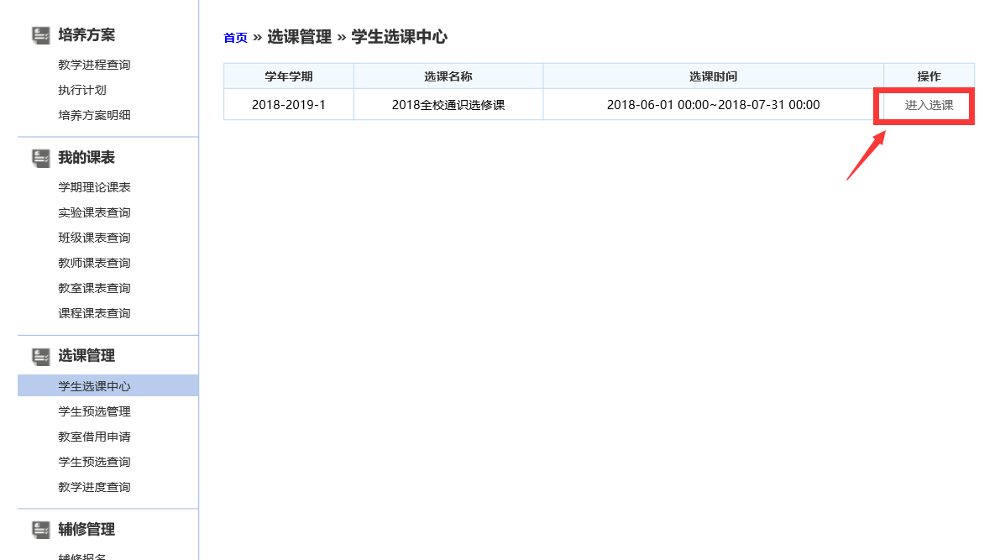 培养方案
教学进程查询
执行计划
培养方案明细
我的课表
学期理论课表
实验课表查询
班级课表查询
教师课表查询
教室课表查询
课程课表查询
选课管理
学生选课中心
学生预选管理
教室借用申请
学生预选查询
教学进度查询
辅修管理
辅修报名
首页 » 选课管理 » 学生选课中心
学年学期 选课名称 选课时间 操作
2018-2019-1 2018全校通识选修课 2018-06-01 00:00~2018-07-31 00:00 进入选课